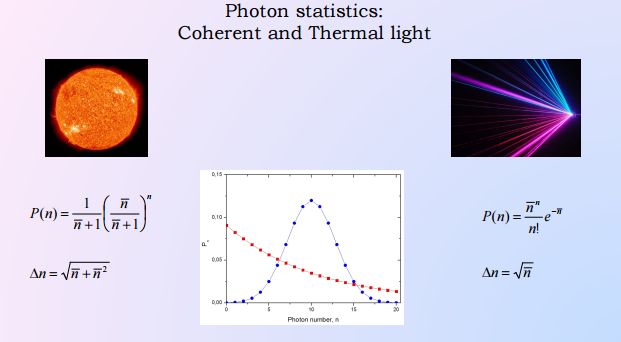 Photon statistics:
Coherent and Thermal light
P(n) = 1/(n̅+1) (n̅/(n̅+1))ⁿ
Δn = √(n̅ + n̅²)
0,15
0,10
0,05
0,00
Pₙ
0 5 10 15 20
Photon number, n
P(n) = n̅ⁿ/n! e^(-n̅)
Δn = √n̅